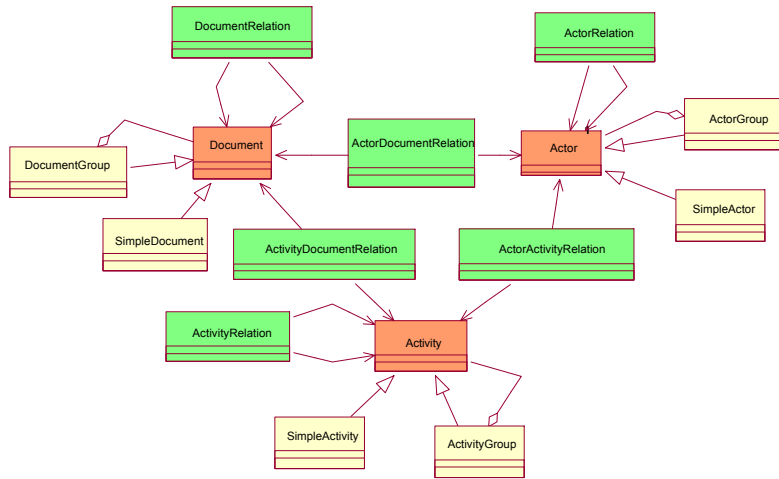 DocumentRelation
ActorRelation
ActorGroup
Document
ActorDocumentRelation
Actor
DocumentGroup
SimpleActor
SimpleDocument
ActivityDocumentRelation
ActorActivityRelation
ActivityRelation
Activity
SimpleActivity
ActivityGroup